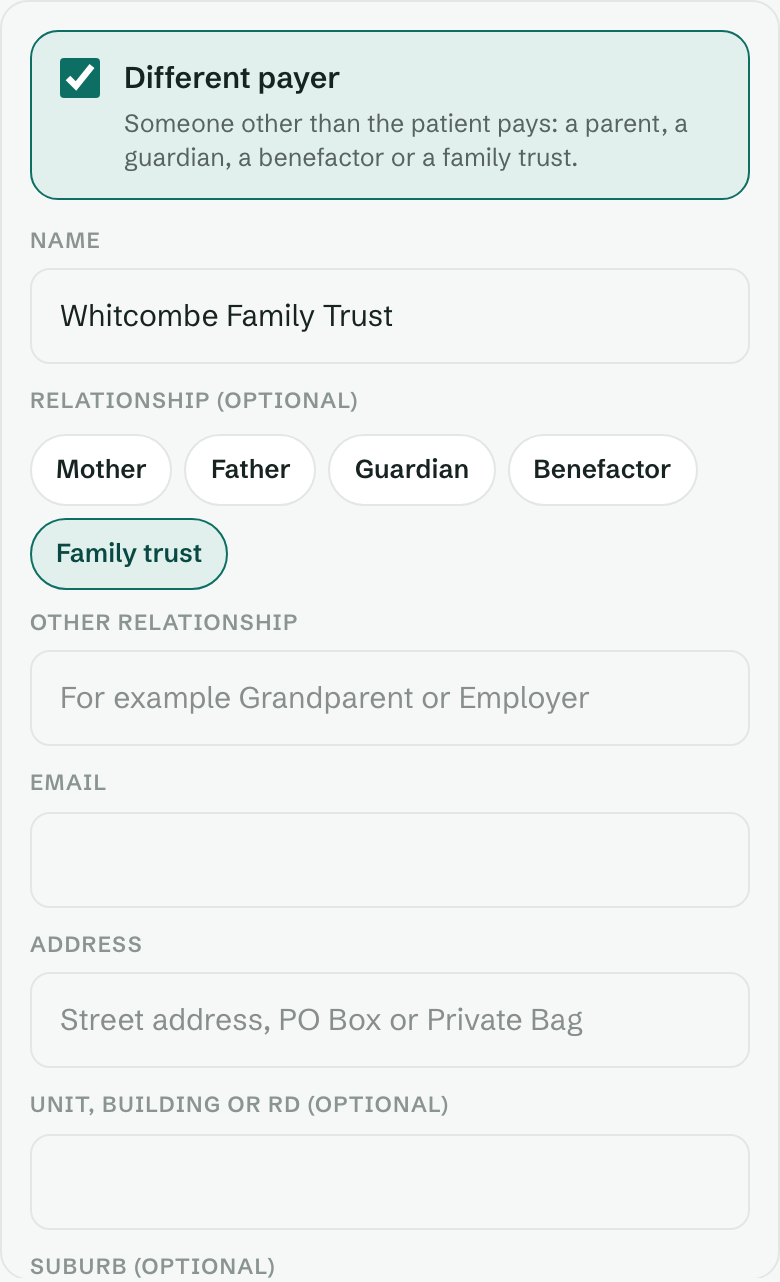 Different payer
Someone other than the patient pays: a parent, a
guardian, a benefactor or a family trust.
NAME
Whitcombe Family Trust
RELATIONSHIP (OPTIONAL)
Mother Father Guardian Benefactor
Family trust
OTHER RELATIONSHIP
For example Grandparent or Employer
EMAIL
ADDRESS
Street address, PO Box or Private Bag
UNIT, BUILDING OR RD (OPTIONAL)
SUBURB (OPTIONAL)